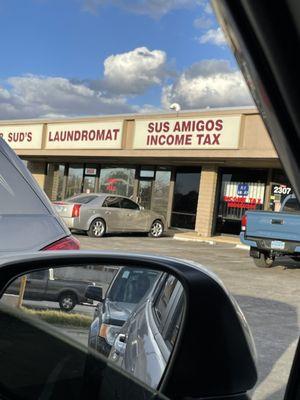 SUD'S
LAUNDROMAT
SUS AMIGOS
INCOME TAX
2307